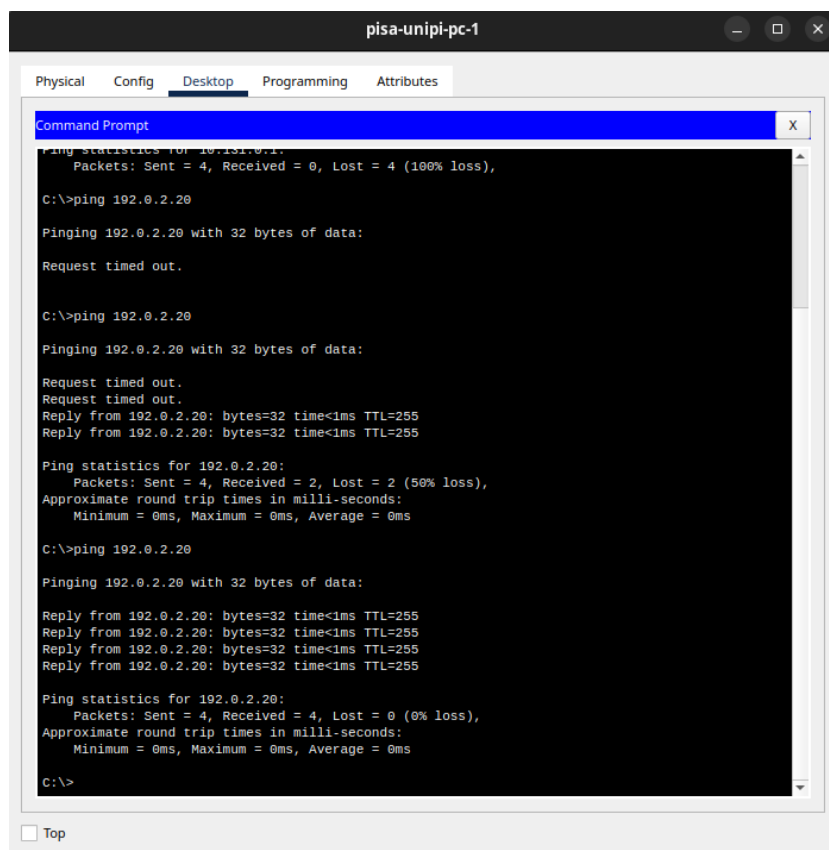 pisa-unipi-pc-1
Physical Config Desktop Programming Attributes
Command Prompt X
Ping statistics for 10.131.0.1:
Packets: Sent = 4, Received = 0, Lost = 4 (100% loss),
C:\>ping 192.0.2.20
Pinging 192.0.2.20 with 32 bytes of data:
Request timed out.
C:\>ping 192.0.2.20
Pinging 192.0.2.20 with 32 bytes of data:
Request timed out.
Request timed out.
Reply from 192.0.2.20: bytes=32 time<1ms TTL=255
Reply from 192.0.2.20: bytes=32 time<1ms TTL=255
Ping statistics for 192.0.2.20:
Packets: Sent = 4, Received = 2, Lost = 2 (50% loss),
Approximate round trip times in milli-seconds:
Minimum = 0ms, Maximum = 0ms, Average = 0ms
C:\>ping 192.0.2.20
Pinging 192.0.2.20 with 32 bytes of data:
Reply from 192.0.2.20: bytes=32 time<1ms TTL=255
Reply from 192.0.2.20: bytes=32 time<1ms TTL=255
Reply from 192.0.2.20: bytes=32 time<1ms TTL=255
Reply from 192.0.2.20: bytes=32 time<1ms TTL=255
Ping statistics for 192.0.2.20:
Packets: Sent = 4, Received = 4, Lost = 0 (0% loss),
Approximate round trip times in milli-seconds:
Minimum = 0ms, Maximum = 0ms, Average = 0ms
C:\>
Top